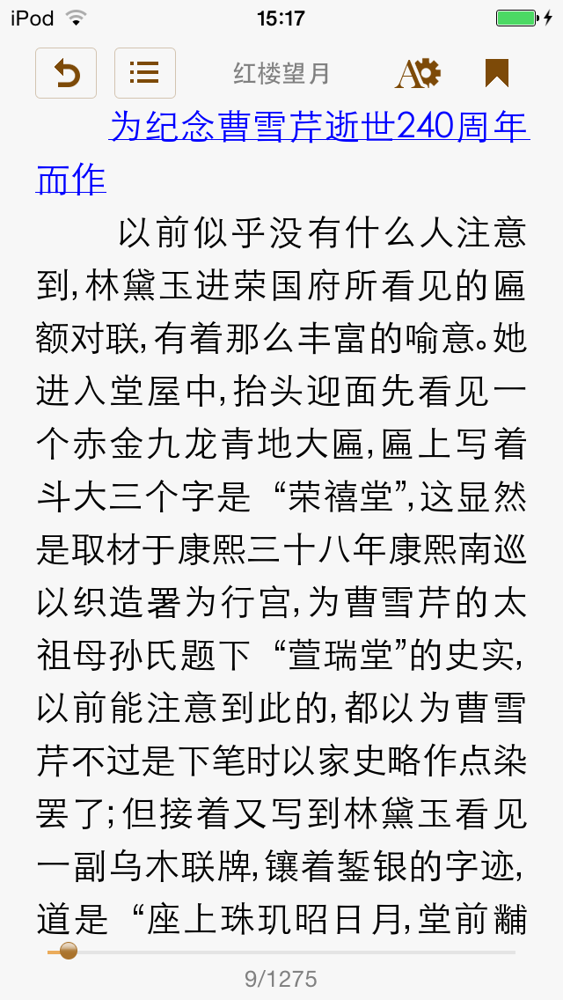 iPod 15:17
红楼望月
为纪念曹雪芹逝世240周年
而作
以前似乎没有什么人注意
到,林黛玉进荣国府所看见的匾
额对联,有着那么丰富的喻意。她
进入堂屋中,抬头迎面先看见一
个赤金九龙青地大匾,匾上写着
斗大三个字是“荣禧堂”,这显然
是取材于康熙三十八年康熙南巡
以织造署为行宫,为曹雪芹的太
祖母孙氏题下“萱瑞堂”的史实,
以前能注意到此的,都以为曹雪
芹不过是下笔时以家史略作点染
罢了;但接着又写到林黛玉看见
一副乌木联牌,镶着錾银的字迹,
道是“座上珠玑昭日月,堂前黼
9/1275